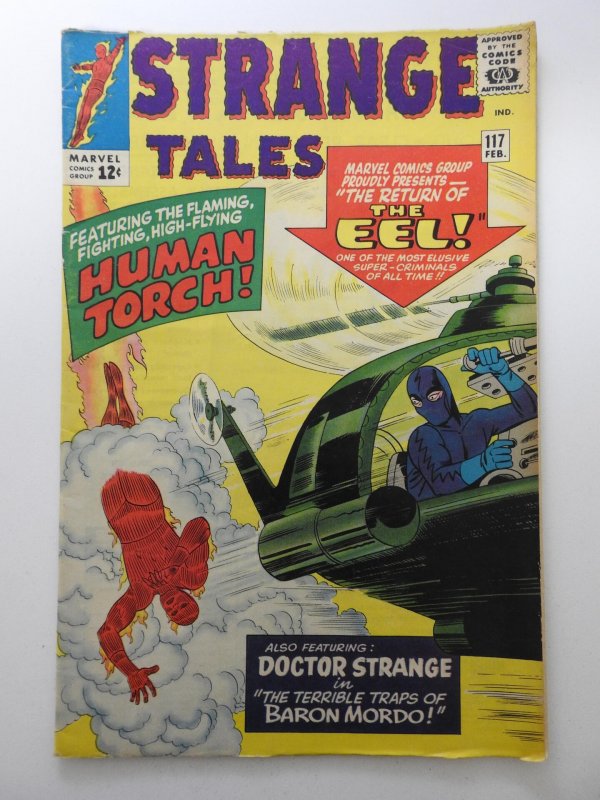 STRANGE
TALES
APPROVED
BY THE
COMICS
CODE
CA
AUTHORITY
IND.
117
FEB.
MARVEL
COMICS
GROUP 12¢
MARVEL COMICS GROUP
PROUDLY PRESENTS—
"THE RETURN OF
THE
EEL!"
ONE OF THE MOST ELUSIVE
SUPER-CRIMINALS
OF ALL TIME!!
FEATURING THE FLAMING,
FIGHTING, HIGH-FLYING
HUMAN
TORCH!
ALSO FEATURING:
DOCTOR STRANGE
in
"THE TERRIBLE TRAPS OF
BARON MORDO!"